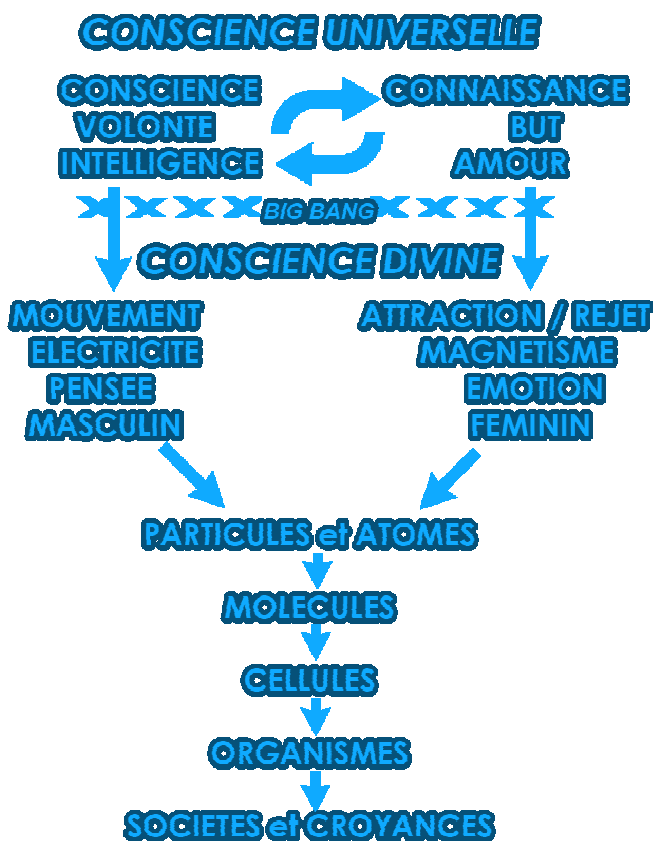 CONSCIENCE UNIVERSELLE
CONSCIENCE CONNAISSANCE
VOLONTE BUT
INTELLIGENCE AMOUR
BIG BANG
CONSCIENCE DIVINE
MOUVEMENT ATTRACTION / REJET
ELECTRICITE MAGNETISME
PENSEE EMOTION
MASCULIN FEMININ
PARTICULES et ATOMES
MOLECULES
CELLULES
ORGANISMES
SOCIETES et CROYANCES